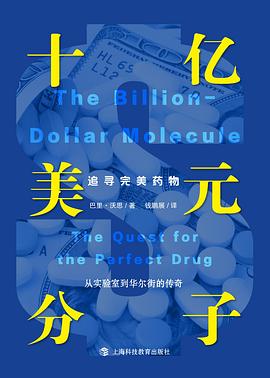 十亿
The Billion-
Dollar Molecule
美元
追寻完美药物
巴里·沃思／著 钱鹏展／译
The Quest for
the Perfect Drug
分子
从实验室到华尔街的传奇
上海科技教育出版社